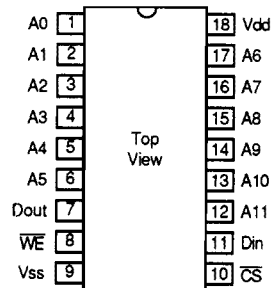 A0 1 18 Vdd
A1 2 17 A6
A2 3 16 A7
A3 4 15 A8
Top
A4 5 14 A9
View
A5 6 13 A10
Dout 7 12 A11
WE 8 11 Din
Vss 9 10 CS